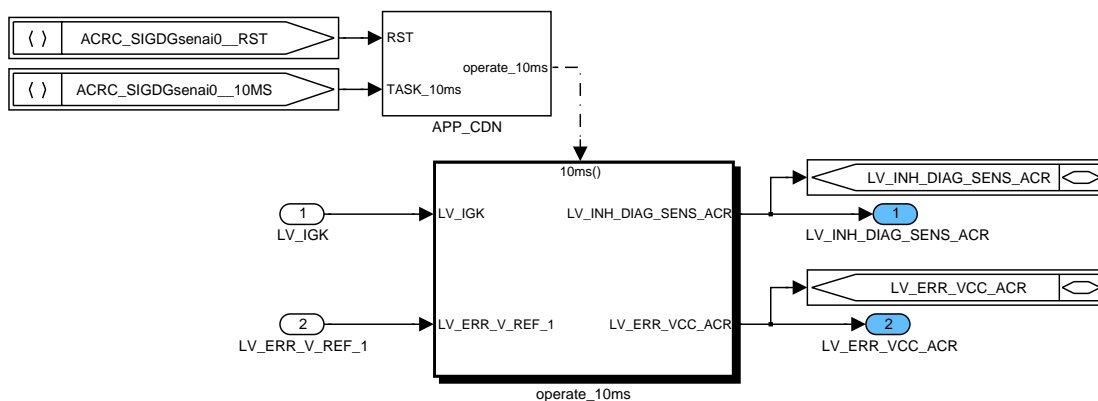 ( ) ACRC_SIGDGsenai0__RST
RST
operate_10ms
( ) ACRC_SIGDGsenai0__10MS
TASK_10ms
APP_CDN
10ms()
LV_INH_DIAG_SENS_ACR
1
LV_IGK
LV_IGK
LV_INH_DIAG_SENS_ACR
1
LV_INH_DIAG_SENS_ACR
LV_ERR_VCC_ACR
2
LV_ERR_V_REF_1
LV_ERR_V_REF_1
LV_ERR_VCC_ACR
2
LV_ERR_VCC_ACR
operate_10ms